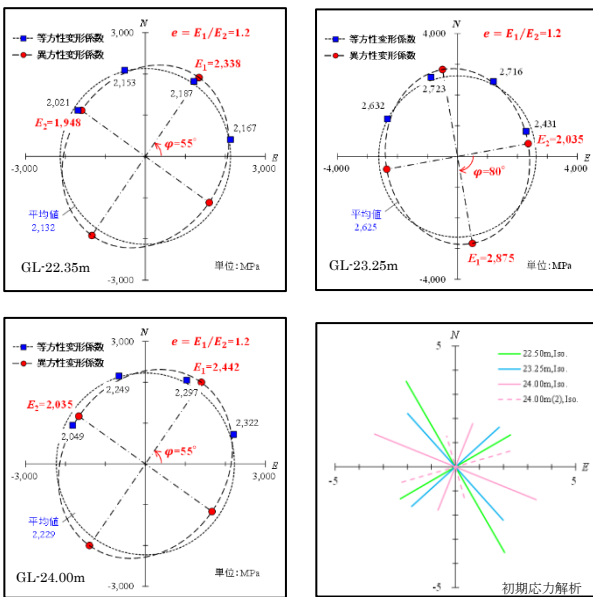 N
3,000
e = E₁/E₂=1.2
等方性変形係数
異方性変形係数
E₁=2,338
2,153
2,187
2,021
E₂=1,948
2,167
φ=55°
-3,000
3,000
E
平均値
2,132
GL-22.35m
-3,000
単位:MPa
N
4,000
e = E₁/E₂=1.2
等方性変形係数
異方性変形係数
2,716
2,723
2,632
2,431
E₂=2,035
-4,000
4,000
E
φ=80°
平均値
2,625
E₁=2,875
GL-23.25m
-4,000
単位:MPa
N
3,000
e = E₁/E₂=1.2
等方性変形係数
異方性変形係数
E₁=2,442
2,249
2,297
E₂=2,035
2,049
2,322
φ=55°
-3,000
3,000
E
平均値
2,229
GL-24.00m
-3,000
単位:MPa
N
5
22.50m,Iso.
23.25m,Iso.
24.00m,Iso.
24.00m(2),Iso.
-5
5
E
-5
初期応力解析